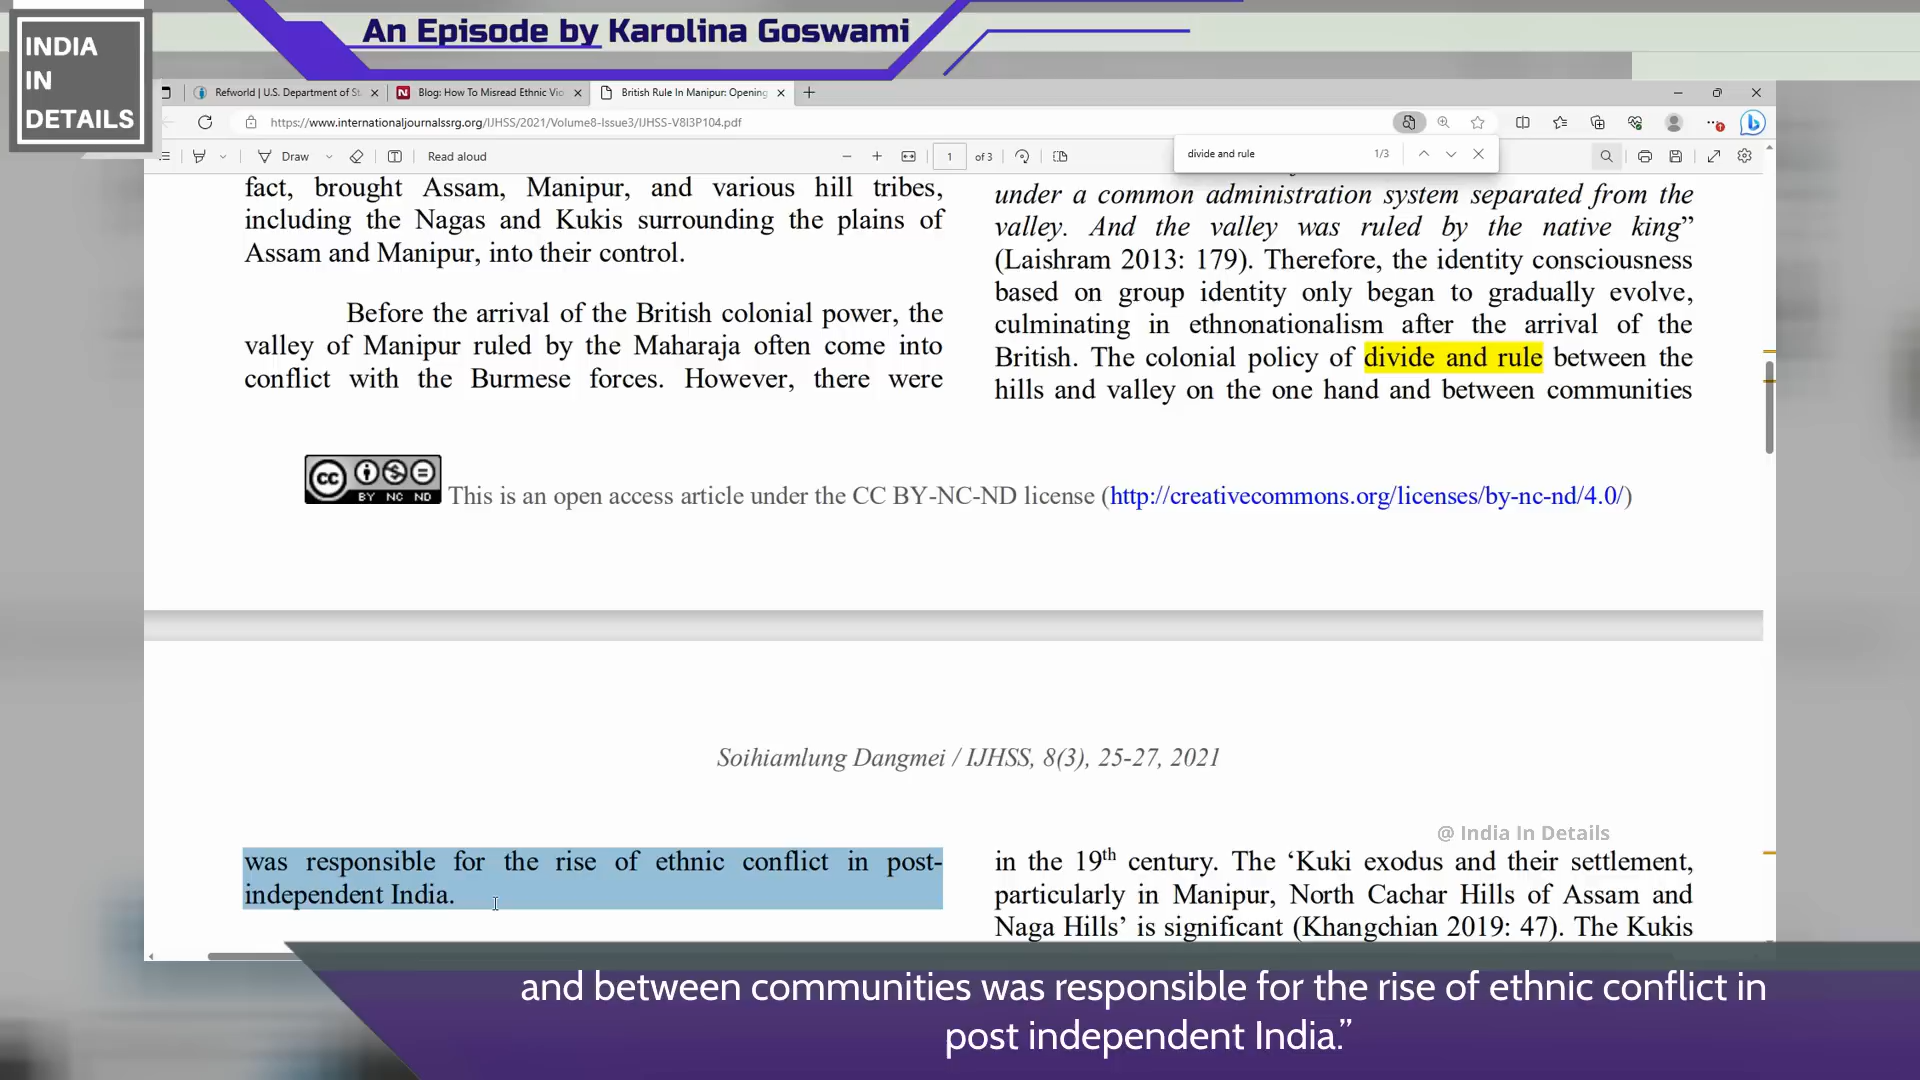 An Episode by Karolina Goswami
INDIA
IN
DETAILS
Refworld | U.S. Department of St
Blog: How To Misread Ethnic Vio
British Rule In Manipur: Opening
https://www.internationaljournalssrg.org/IJHSS/2021/Volume8-Issue3/IJHSS-V8I3P104.pdf
Draw
Read aloud
1
of 3
divide and rule
1/3
fact, brought Assam, Manipur, and various hill tribes,
including the Nagas and Kukis surrounding the plains of
Assam and Manipur, into their control.
Before the arrival of the British colonial power, the
valley of Manipur ruled by the Maharaja often come into
conflict with the Burmese forces. However, there were
under a common administration system separated from the
valley. And the valley was ruled by the native king”
(Laishram 2013: 179). Therefore, the identity consciousness
based on group identity only began to gradually evolve,
culminating in ethnonationalism after the arrival of the
British. The colonial policy of divide and rule between the
hills and valley on the one hand and between communities
cc
BY NC ND
This is an open access article under the CC BY-NC-ND license (http://creativecommons.org/licenses/by-nc-nd/4.0/)
Soihiamlung Dangmei / IJHSS, 8(3), 25-27, 2021
was responsible for the rise of ethnic conflict in post-
independent India.
@ India In Details
in the 19th century. The ‘Kuki exodus and their settlement,
particularly in Manipur, North Cachar Hills of Assam and
Naga Hills’ is significant (Khangchian 2019: 47). The Kukis
and between communities was responsible for the rise of ethnic conflict in
post independent India.”